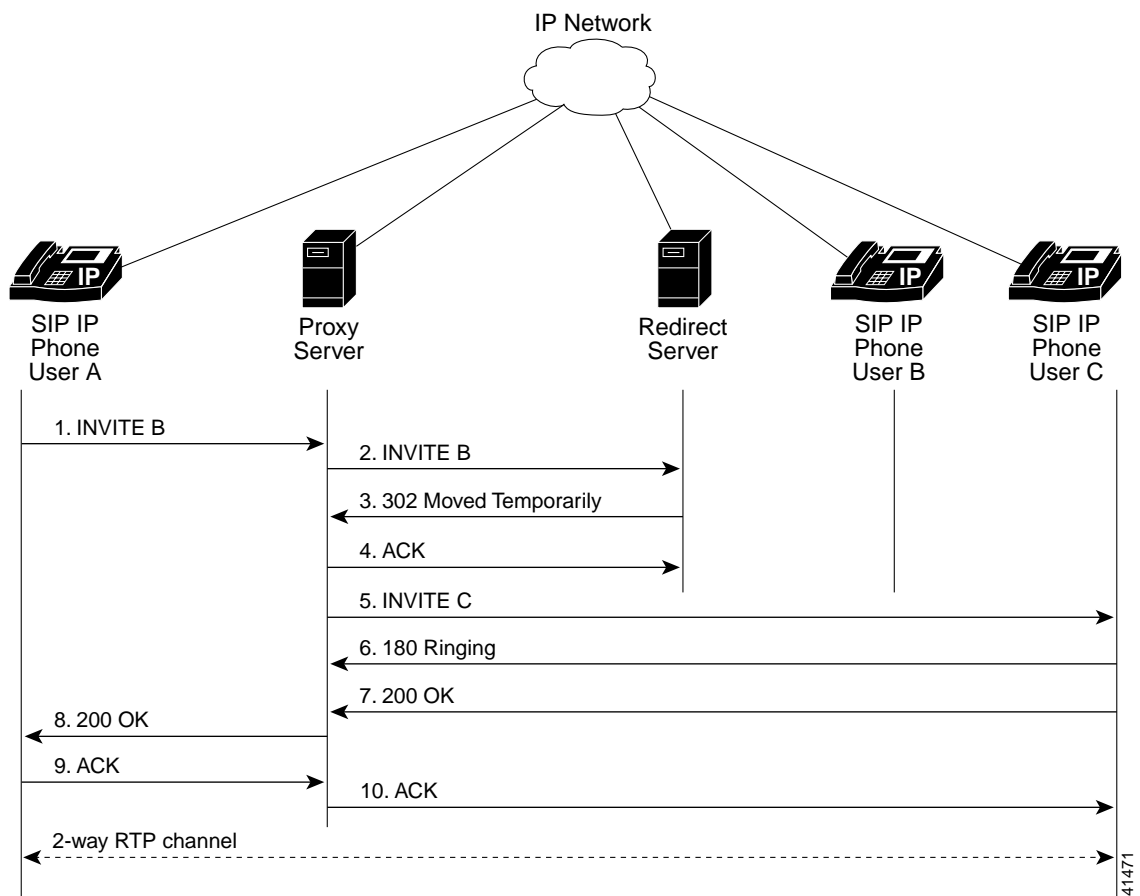 IP Network
IP
IP
IP
SIP IP
Phone
User A
Proxy
Server
Redirect
Server
SIP IP
Phone
User B
SIP IP
Phone
User C
1. INVITE B
2. INVITE B
3. 302 Moved Temporarily
4. ACK
5. INVITE C
6. 180 Ringing
7. 200 OK
8. 200 OK
9. ACK
10. ACK
2-way RTP channel
41471